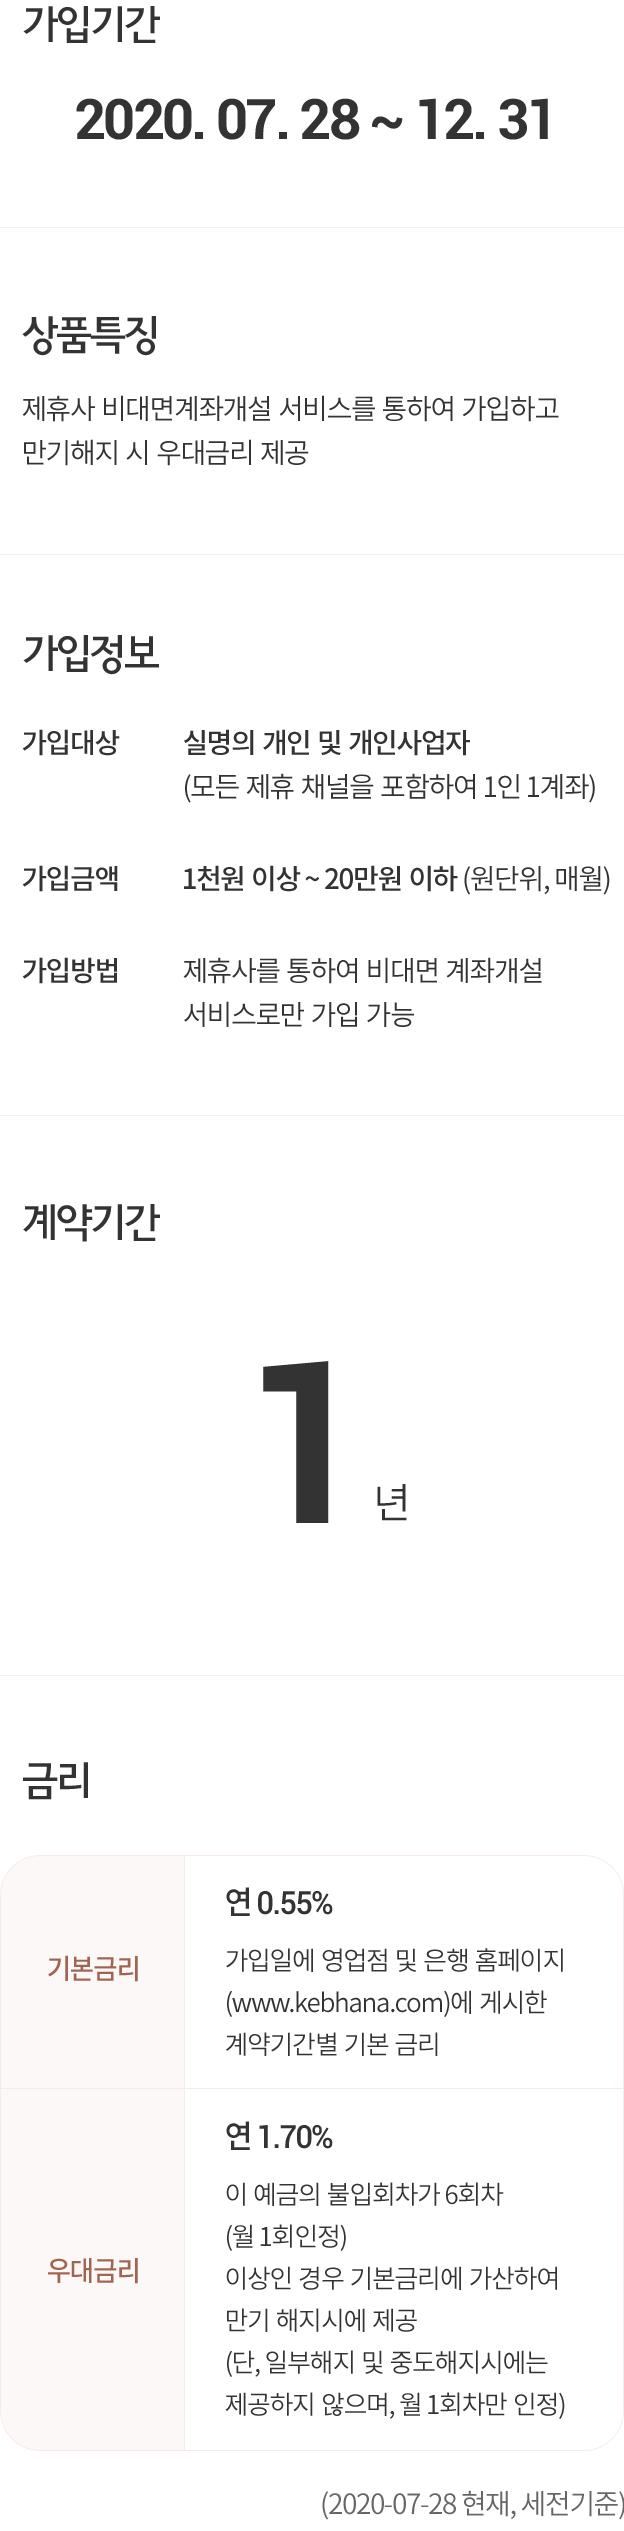 가입기간
2020. 07. 28 ~ 12. 31
상품특징
제휴사 비대면계좌개설 서비스를 통하여 가입하고
만기해지 시 우대금리 제공
가입정보
가입대상 실명의 개인 및 개인사업자
(모든 제휴 채널을 포함하여 1인 1계좌)
가입금액 1천원 이상 ~ 20만원 이하 (원단위, 매월)
가입방법 제휴사를 통하여 비대면 계좌개설
서비스로만 가입 가능
계약기간
1 년
금리
기본금리
연 0.55%
가입일에 영업점 및 은행 홈페이지
(www.kebhana.com)에 게시한
계약기간별 기본 금리
우대금리
연 1.70%
이 예금의 불입회차가 6회차
(월 1회인정)
이상인 경우 기본금리에 가산하여
만기 해지시에 제공
(단, 일부해지 및 중도해지시에는
제공하지 않으며, 월 1회차만 인정)
(2020-07-28 현재, 세전기준)